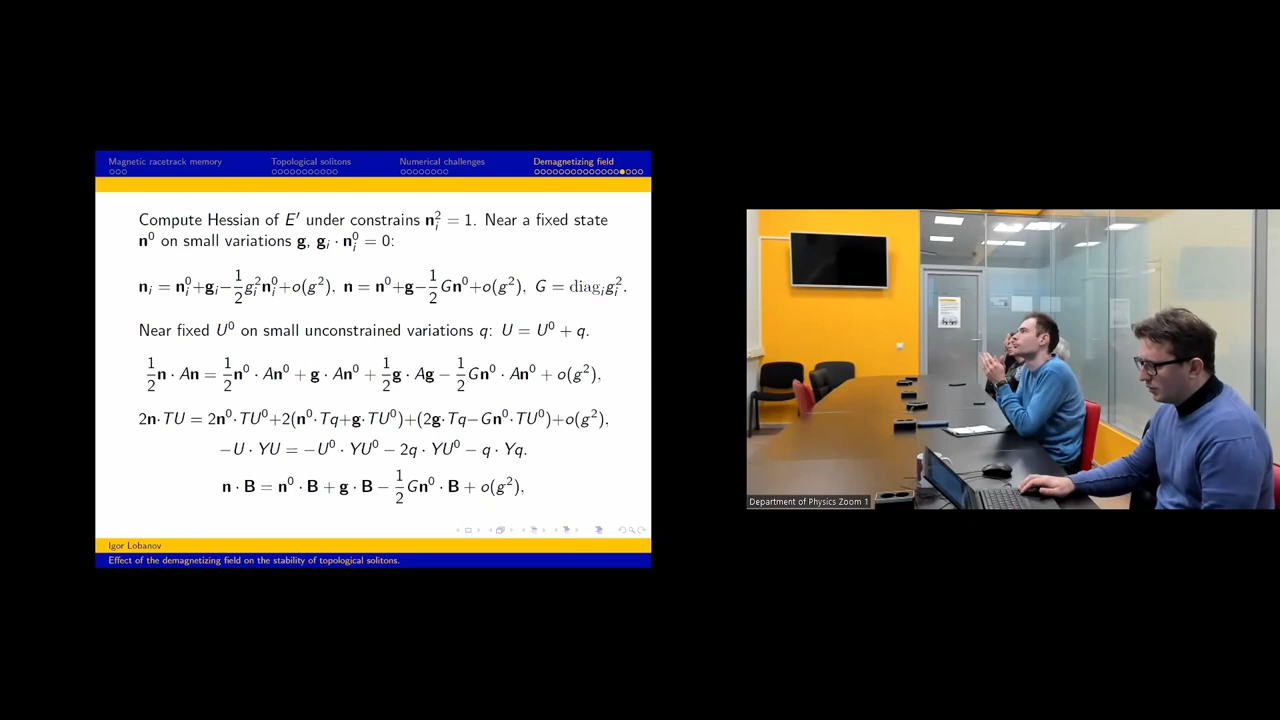 Magnetic racetrack memory Topological solitons Numerical challenges Demagnetizing field
Compute Hessian of E′ under constrains n_i^2 = 1. Near a fixed state
n^0 on small variations g, g_i · n_i^0 = 0:
n_i = n_i^0+g_i−1/2 g_i^2 n_i^0+o(g^2), n = n^0+g−1/2 Gn^0+o(g^2), G = diag_i g_i^2.
Near fixed U^0 on small unconstrained variations q: U = U^0 + q.
1/2 n · An = 1/2 n^0 · An^0 + g · An^0 + 1/2 g · Ag − 1/2 Gn^0 · An^0 + o(g^2),
2n·TU = 2n^0·TU^0+2(n^0·Tq+g·TU^0)+(2g·Tq−Gn^0·TU^0)+o(g^2),
−U · YU = −U^0 · YU^0 − 2q · YU^0 − q · Yq.
n · B = n^0 · B + g · B − 1/2 Gn^0 · B + o(g^2),
Igor Lobanov
Effect of the demagnetizing field on the stability of topological solitons.
Department of Physics Zoom 1